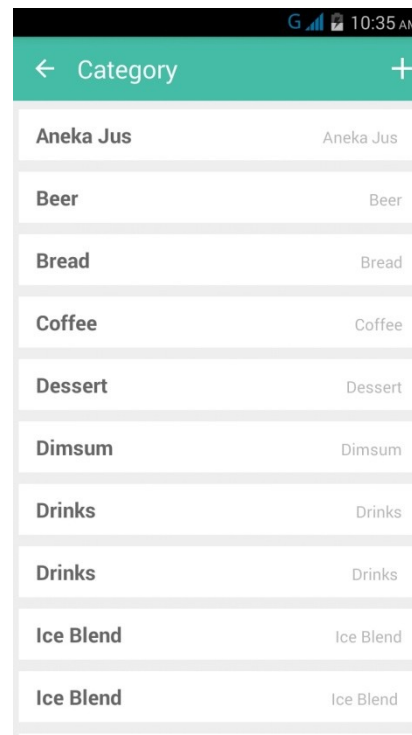 G 10:35 AM
← Category +
Aneka Jus Aneka Jus
Beer Beer
Bread Bread
Coffee Coffee
Dessert Dessert
Dimsum Dimsum
Drinks Drinks
Drinks Drinks
Ice Blend Ice Blend
Ice Blend Ice Blend